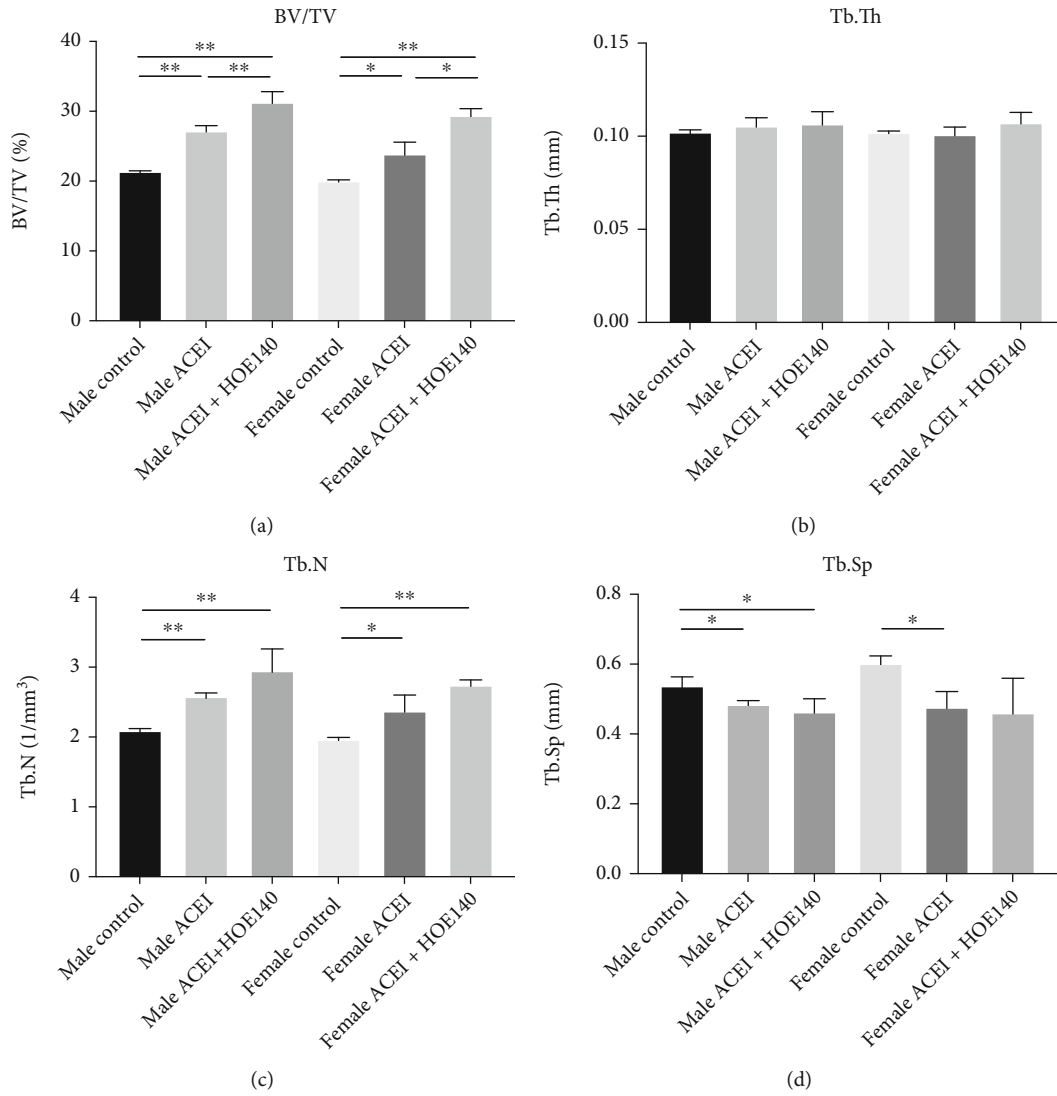 BV/TV
BV/TV (%)
40
30
20
10
0
** ** ** ** * *
Male control
Male ACEI
Male ACEI + HOE140
Female control
Female ACEI
Female ACEI + HOE140
(a)
Tb.Th
Tb.Th (mm)
0.15
0.10
0.05
0.00
Male control
Male ACEI
Male ACEI + HOE140
Female control
Female ACEI
Female ACEI + HOE140
(b)
Tb.N
Tb.N (1/mm³)
4
3
2
1
0
** ** ** *
Male control
Male ACEI
Male ACEI+HOE140
Female control
Female ACEI
Female ACEI + HOE140
(c)
Tb.Sp
Tb.Sp (mm)
0.8
0.6
0.4
0.2
0.0
* * *
Male control
Male ACEI
Male ACEI + HOE140
Female control
Female ACEI
Female ACEI + HOE140
(d)